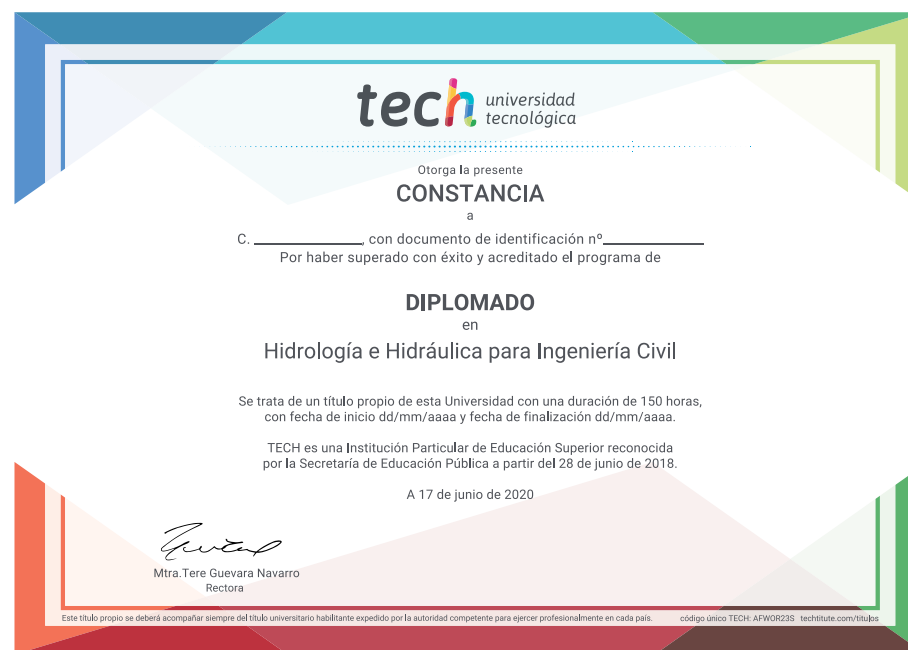 tech universidad
tecnológica
Otorga la presente
CONSTANCIA
a
C. ____________, con documento de identificación nº____________
Por haber superado con éxito y acreditado el programa de
DIPLOMADO
en
Hidrología e Hidráulica para Ingeniería Civil
Se trata de un título propio de esta Universidad con una duración de 150 horas,
con fecha de inicio dd/mm/aaaa y fecha de finalización dd/mm/aaaa.
TECH es una Institución Particular de Educación Superior reconocida
por la Secretaría de Educación Pública a partir del 28 de junio de 2018.
A 17 de junio de 2020
Mtra.Tere Guevara Navarro
Rectora
Este título propio se deberá acompañar siempre del título universitario habilitante expedido por la autoridad competente para ejercer profesionalmente en cada país. código único TECH: AFWOR23S techtitute.com/titulos